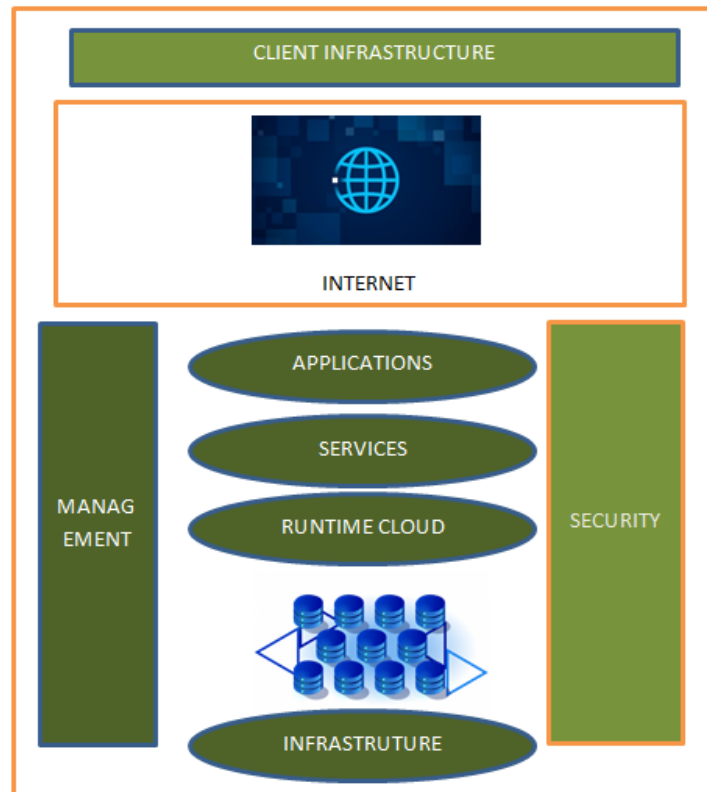 CLIENT INFRASTRUCTURE
INTERNET
APPLICATIONS
SERVICES
MANAG
EMENT
RUNTIME CLOUD
SECURITY
INFRASTRUTURE